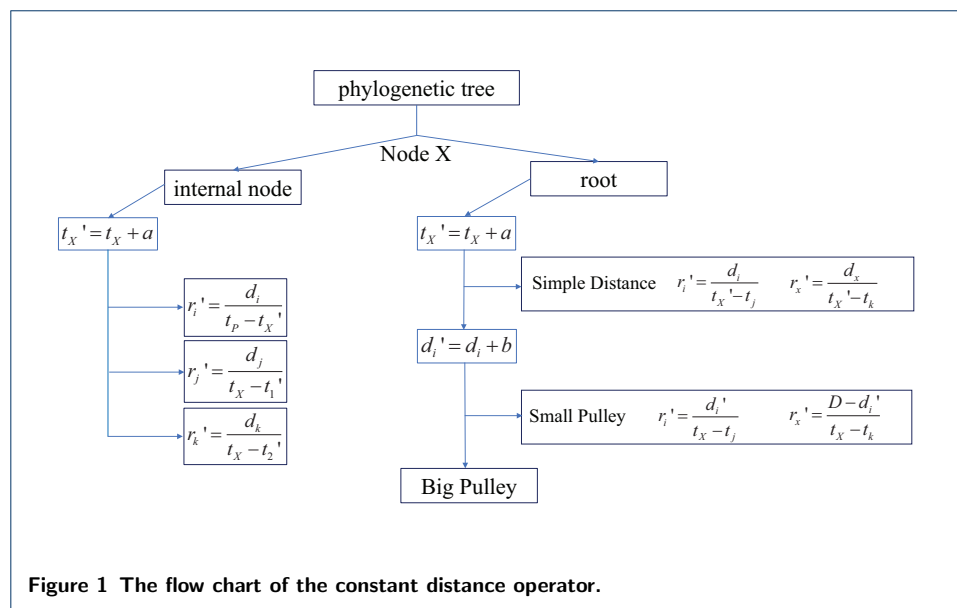 phylogenetic tree
Node X
internal node
root
t_X' = t_X + a
t_X' = t_X + a
Simple Distance r_i' = d_i / (t_X' − t_j) r_x' = d_x / (t_X' − t_k)
r_i' = d_i / (t_P − t_X')
d_i' = d_i + b
r_j' = d_j / (t_X − t_1')
Small Pulley r_i' = d_i' / (t_X − t_j) r_x' = (D − d_i') / (t_X − t_k)
r_k' = d_k / (t_X − t_2')
Big Pulley
Figure 1 The flow chart of the constant distance operator.